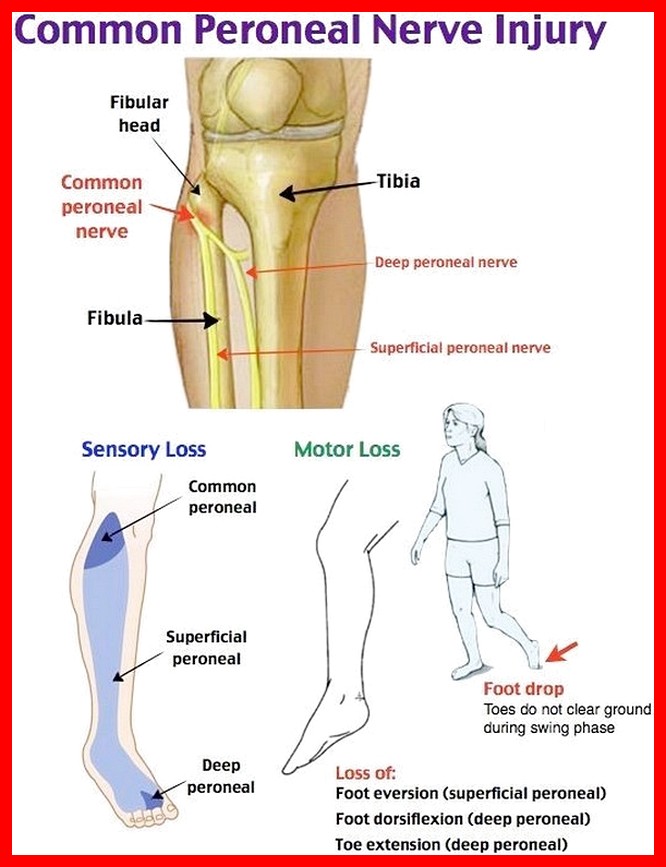 Common Peroneal Nerve Injury
Fibular
head
Common
peroneal
nerve
Tibia
Deep peroneal nerve
Fibula
Superficial peroneal nerve
Sensory Loss
Common
peroneal
Superficial
peroneal
Deep
peroneal
Motor Loss
Foot drop
Toes do not clear ground
during swing phase
Loss of:
Foot eversion (superficial peroneal)
Foot dorsiflexion (deep peroneal)
Toe extension (deep peroneal)